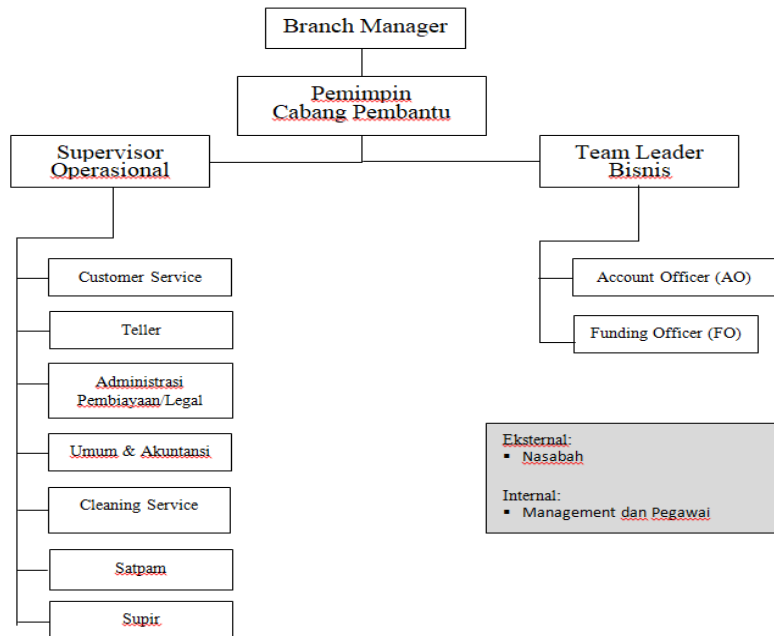 Branch Manager
Pemimpin
Cabang Pembantu
Supervisor
Operasional
Team Leader
Bisnis
Customer Service
Teller
Administrasi
Pembiayaan/Legal
Umum & Akuntansi
Cleaning Service
Satpam
Supir
Account Officer (AO)
Funding Officer (FO)
Eksternal:
▪ Nasabah
Internal:
▪ Management dan Pegawai